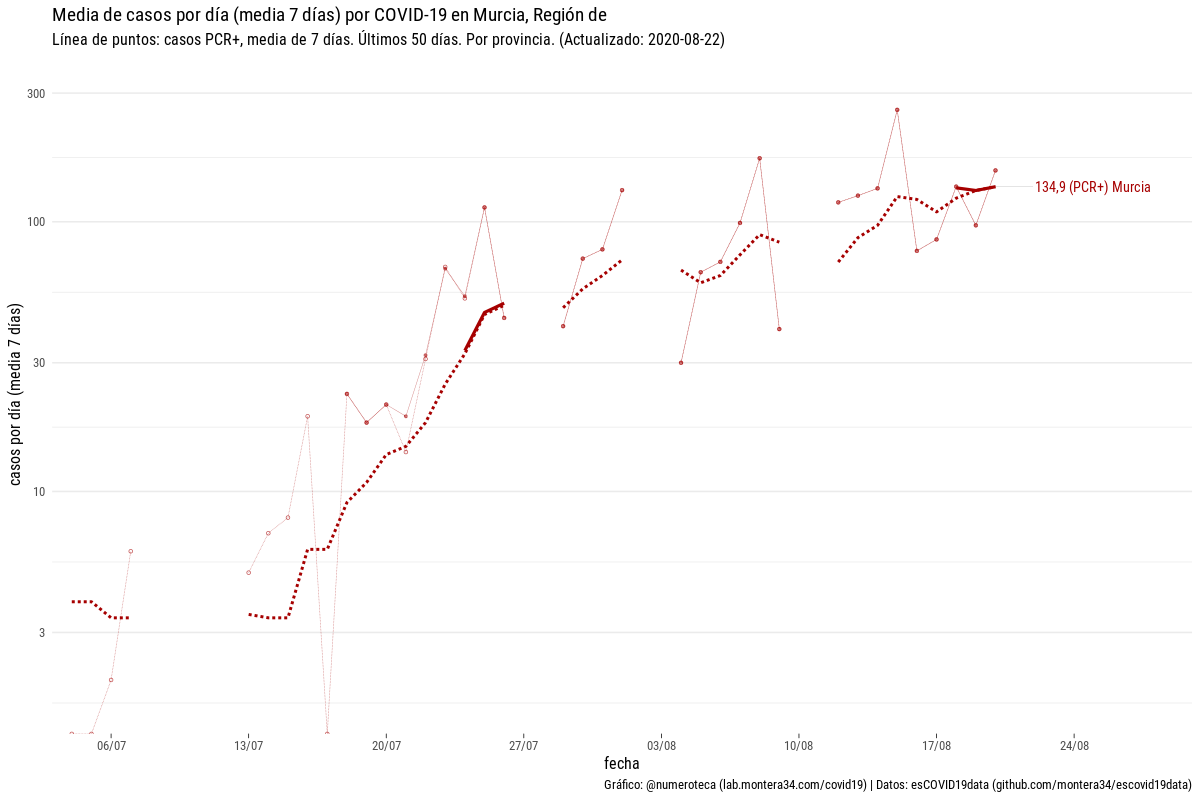 Media de casos por día (media 7 días) por COVID-19 en Murcia, Región de
Línea de puntos: casos PCR+, media de 7 días. Últimos 50 días. Por provincia. (Actualizado: 2020-08-22)
300
134,9 (PCR+) Murcia
100
casos por día (media 7 días)
30
10
3
06/07 13/07 20/07 27/07 03/08 10/08 17/08 24/08
fecha
Gráfico: @numeroteca (lab.montera34.com/covid19) | Datos: esCOVID19data (github.com/montera34/escovid19data)